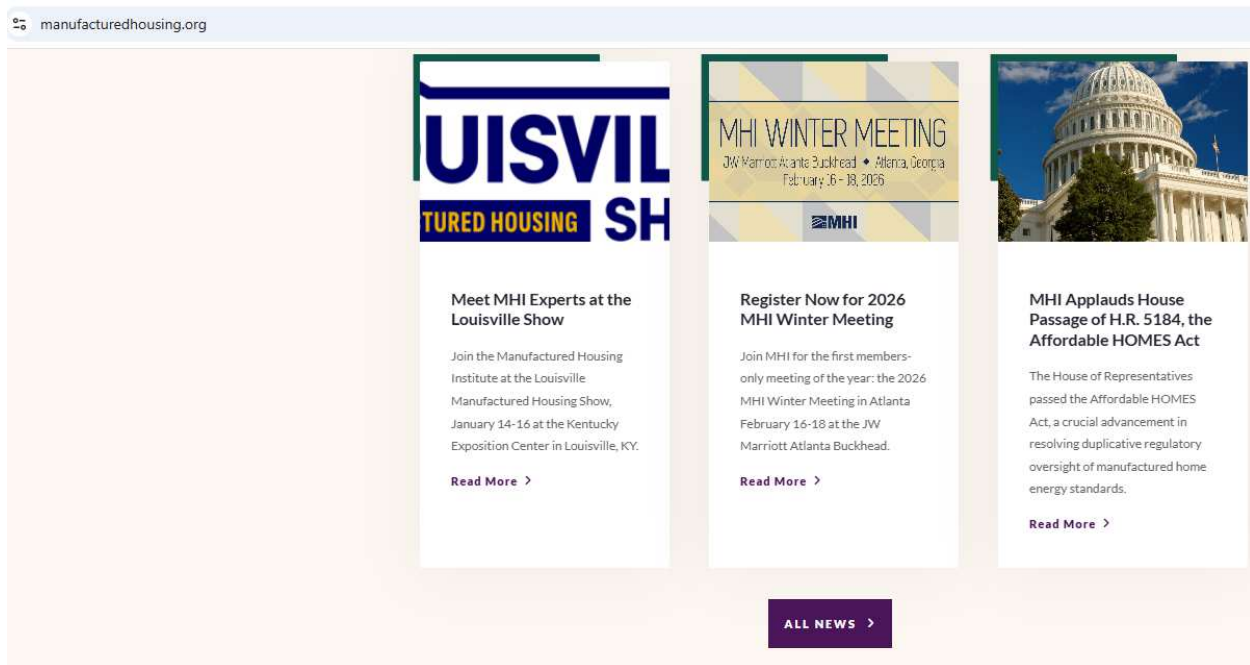 manufacturedhousing.org
OUISVIL
TURED HOUSING SH
Meet MHI Experts at the
Louisville Show
Join the Manufactured Housing
Institute at the Louisville
Manufactured Housing Show,
January 14-16 at the Kentucky
Exposition Center in Louisville, KY.
Read More >
MHI WINTER MEETING
JW Marriott Atlanta Buckhead ◆ Atlanta, Georgia
February 16 - 18, 2026
MHI
Register Now for 2026
MHI Winter Meeting
Join MHI for the first members-
only meeting of the year: the 2026
MHI Winter Meeting in Atlanta
February 16-18 at the JW
Marriott Atlanta Buckhead.
Read More >
MHI Applauds House
Passage of H.R. 5184, the
Affordable HOMES Act
The House of Representatives
passed the Affordable HOMES
Act, a crucial advancement in
resolving duplicative regulatory
oversight of manufactured home
energy standards.
Read More >
ALL NEWS >